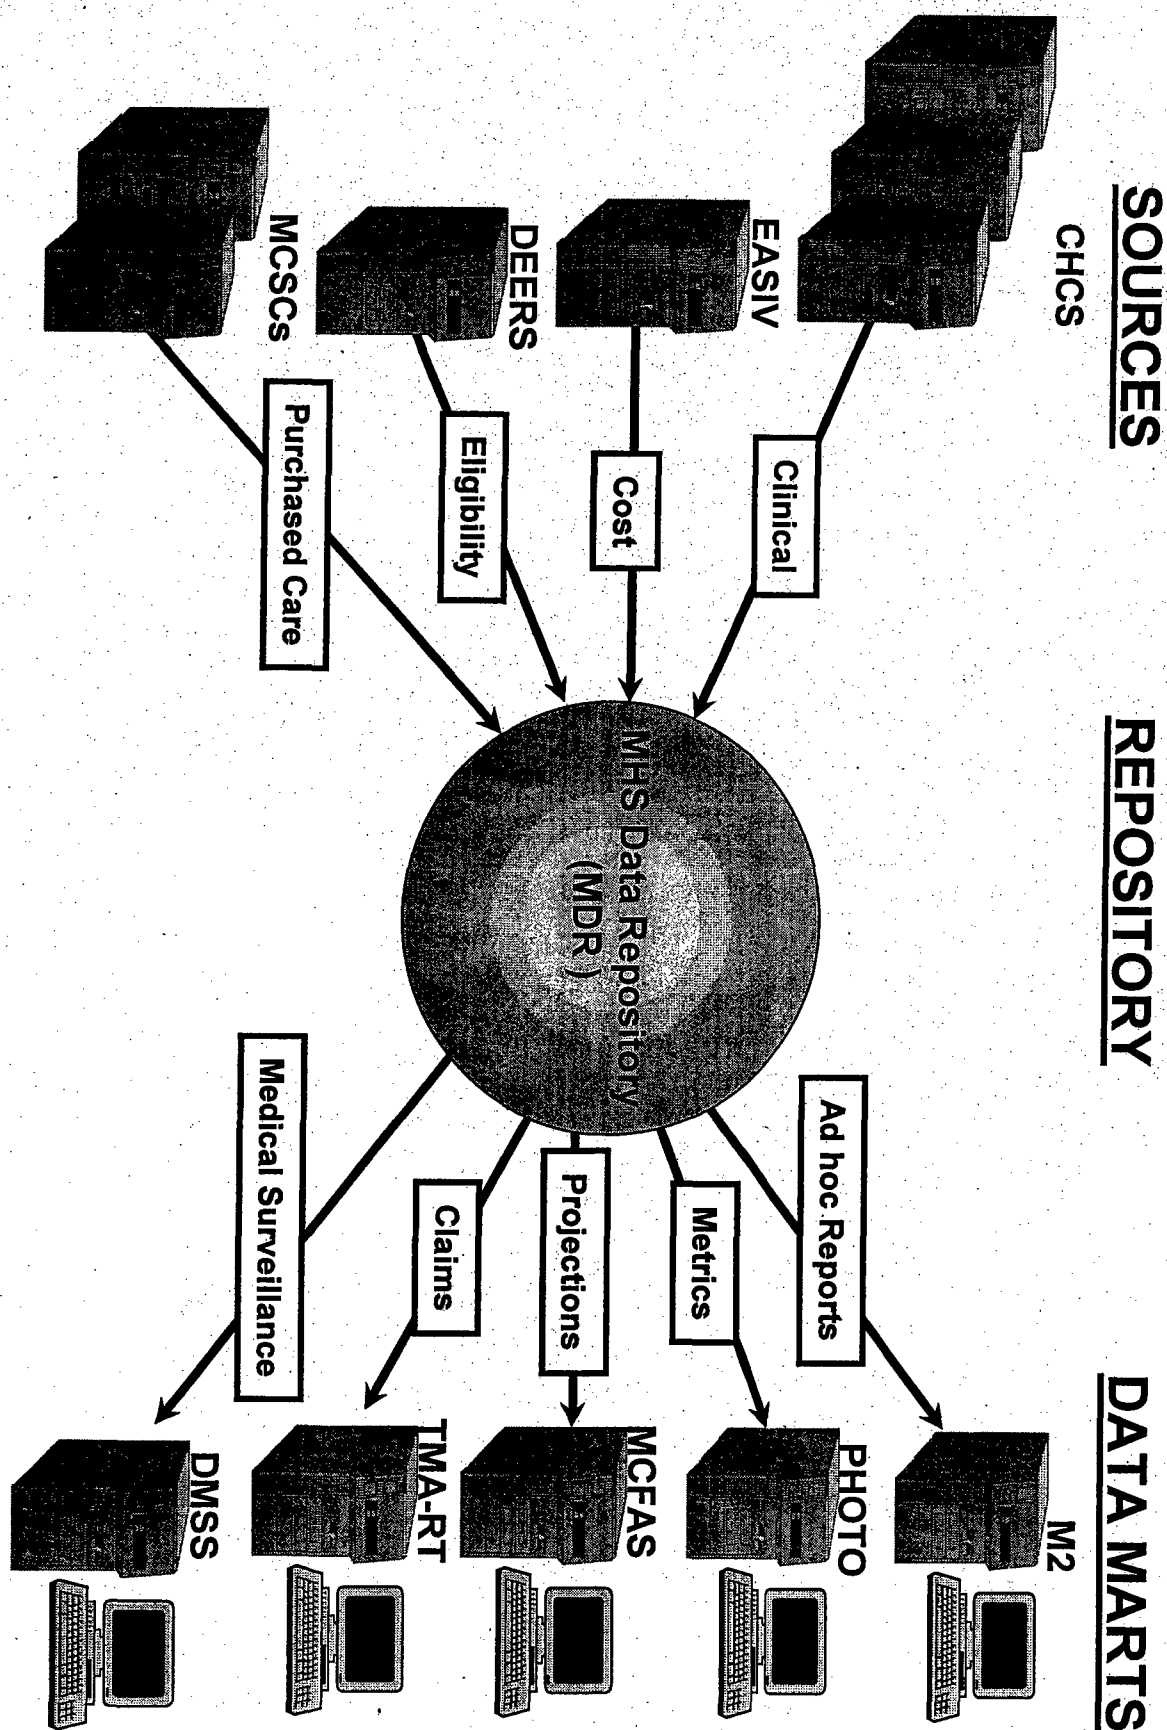 SOURCES
REPOSITORY
DATA MARTS
CHCS
EASIV
DEERS
MCSCs
Clinical
Cost
Eligibility
Purchased Care
MHS Data Repository
(MDR )
Ad hoc Reports
Metrics
Projections
Claims
Medical Surveillance
M2
PHOTO
MCFAS
TMA-RT
DMSS